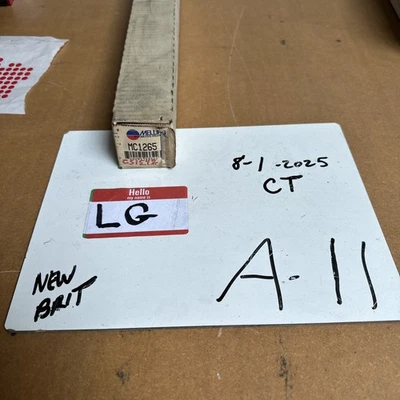 MELLING
MC1265
8-1-2025
CT
Hello
my name is
LG
NEW
BRIT
A-11